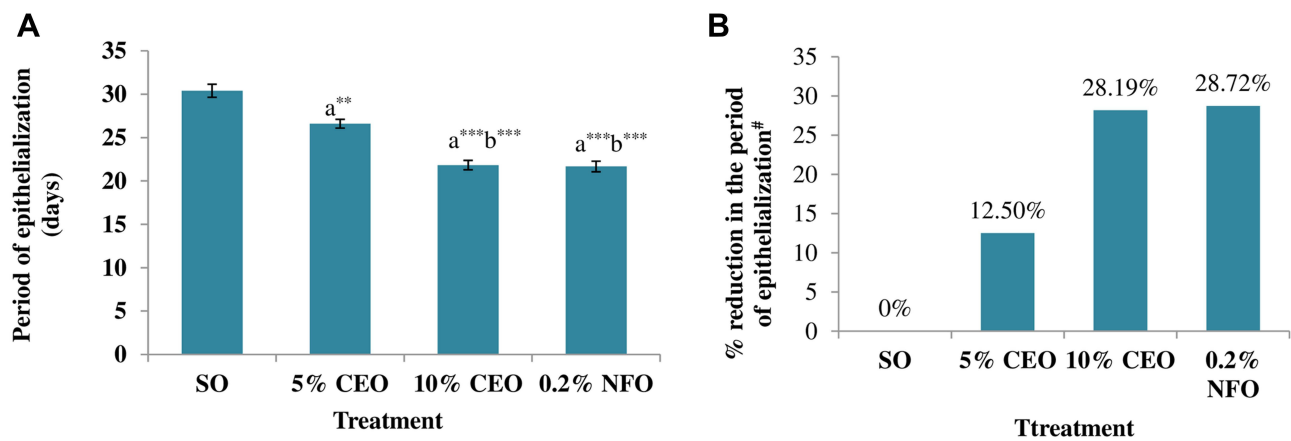 A
Period of epithelialization
(days)
35
30
25
20
15
10
5
0
a**
a***b***
a***b***
SO
5% CEO
10% CEO
0.2% NFO
Treatment
B
% reduction in the period
of epithelialization#
35
30
25
20
15
10
5
0
0%
12.50%
28.19%
28.72%
SO
5% CEO
10% CEO
0.2%
NFO
Ttreatment